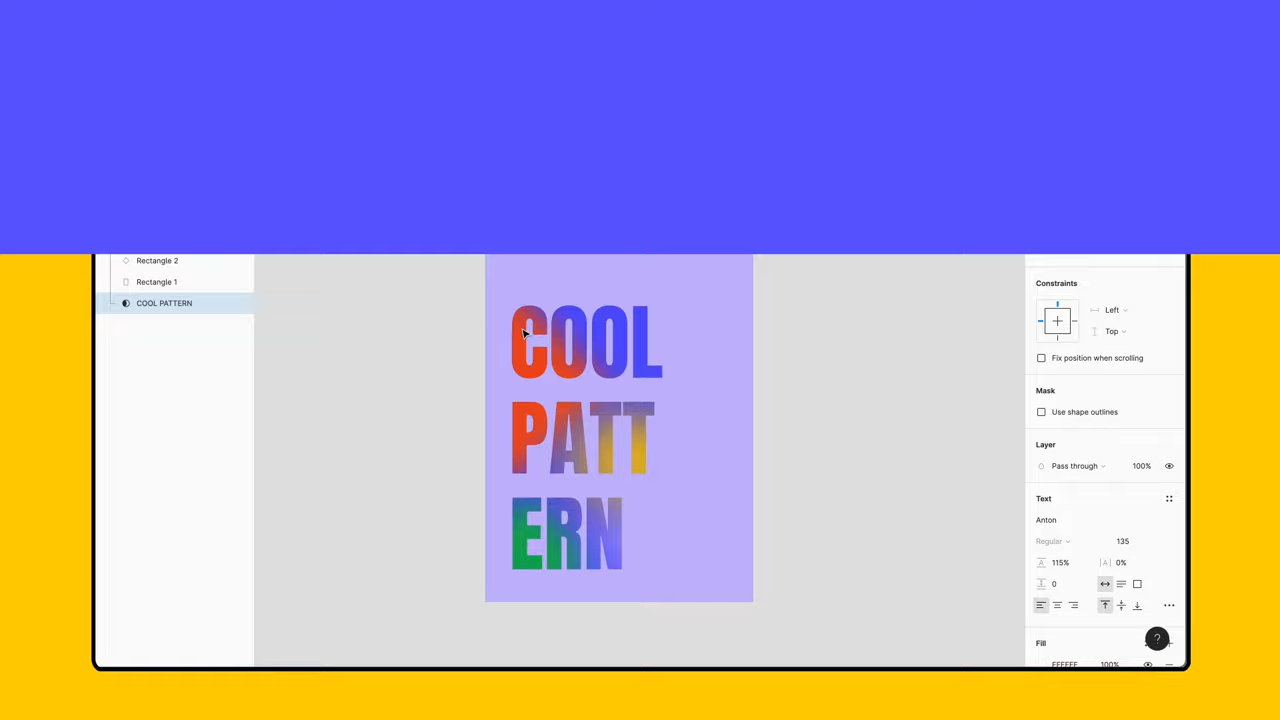 Rectangle 2
Rectangle 1
COOL PATTERN
COOL
PATT
ERN
Constraints
Left
Top
Fix position when scrolling
Mask
Use shape outlines
Layer
Pass through 100%
Text
Anton
Regular 135
115% |A| 0%
0
Fill
?
FFFFFF 100%